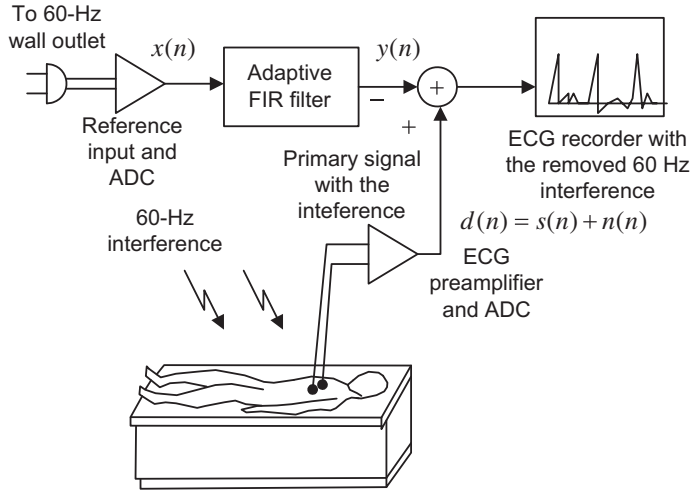 To 60-Hz
wall outlet
x(n)
Adaptive
FIR filter
y(n)
−
+
+
Reference
input and
ADC
ECG recorder with
the removed 60 Hz
interference
Primary signal
with the
inteference
60-Hz
interference
d(n) = s(n) + n(n)
ECG
preamplifier
and ADC